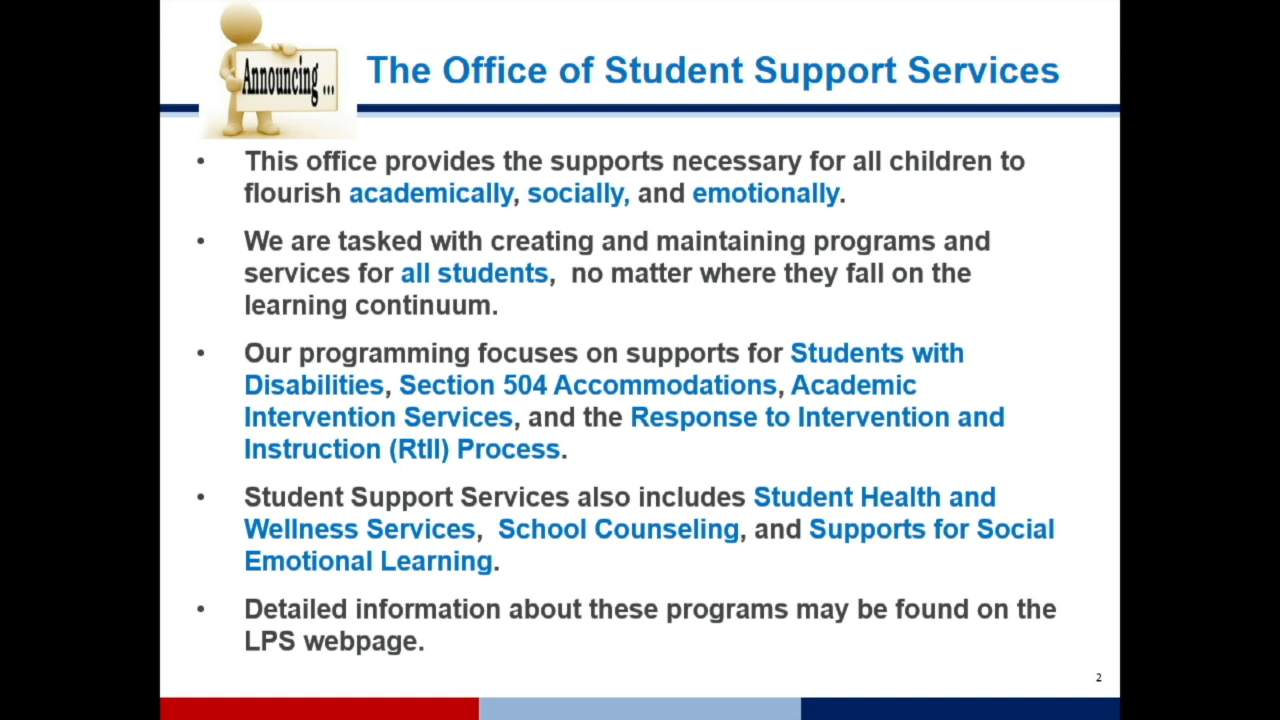 Announcing ...
The Office of Student Support Services
• This office provides the supports necessary for all children to
flourish academically, socially, and emotionally.
• We are tasked with creating and maintaining programs and
services for all students,  no matter where they fall on the
learning continuum.
• Our programming focuses on supports for Students with
Disabilities, Section 504 Accommodations, Academic
Intervention Services, and the Response to Intervention and
Instruction (RtII) Process.
• Student Support Services also includes Student Health and
Wellness Services,  School Counseling, and Supports for Social
Emotional Learning.
• Detailed information about these programs may be found on the
LPS webpage.
2